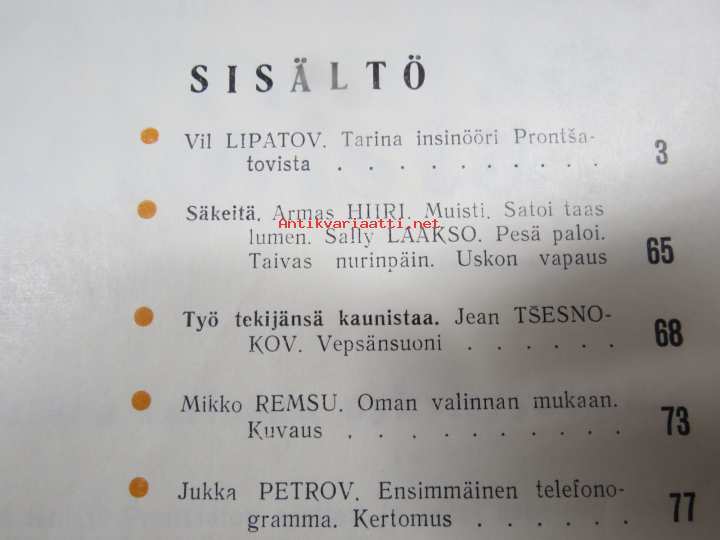 SISÄLTÖ
Vil LIPATOV. Tarina insinööri Prontša-
tovista . . . . . . . . . 3
Säkeitä. Armas HIIRI. Muisti. Satoi taas
Antikvariaatti.net
lumen. Sally LAAKSO. Pesä paloi.
Taivas nurinpäin. Uskon vapaus 65
Työ tekijänsä kaunistaa. Jean TŠESNO-
KOV. Vepsänsuoni . . . . . 68
Mikko REMSU. Oman valinnan mukaan.
Kuvaus . . . . . . . . . 73
Jukka PETROV. Ensimmäinen telefono-
gramma. Kertomus . . . . . 77